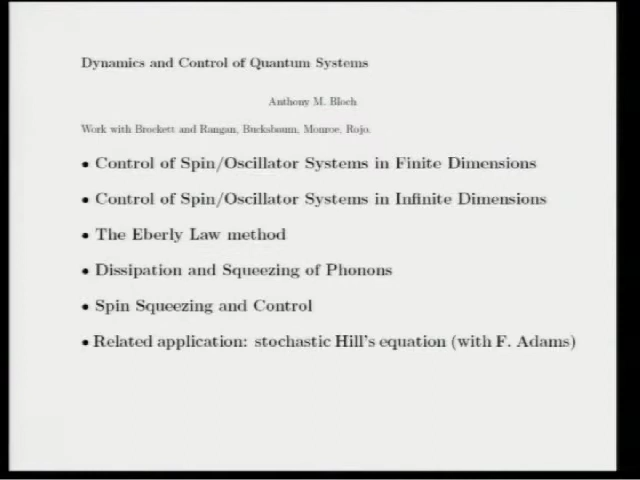 Dynamics and Control of Quantum Systems
Anthony M. Bloch
Work with Brockett and Rangan, Bucksbaum, Monroe, Rojo.
• Control of Spin/Oscillator Systems in Finite Dimensions
• Control of Spin/Oscillator Systems in Infinite Dimensions
• The Eberly Law method
• Dissipation and Squeezing of Phonons
• Spin Squeezing and Control
• Related application: stochastic Hill's equation (with F. Adams)